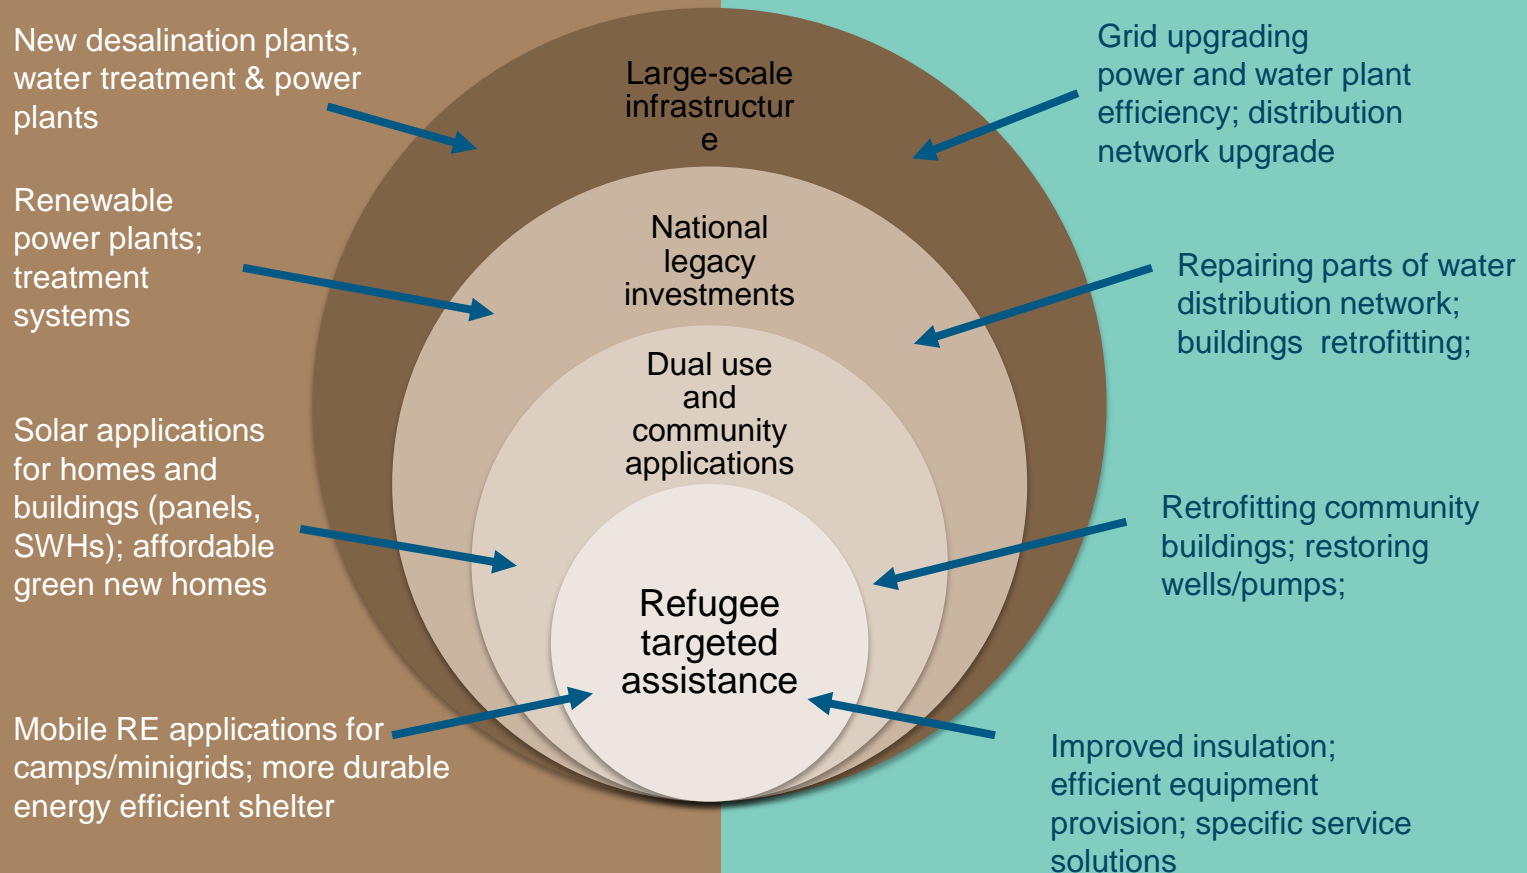 New desalination plants,
water treatment & power
plants
Renewable
power plants;
treatment
systems
Solar applications
for homes and
buildings (panels,
SWHs); affordable
green new homes
Mobile RE applications for
camps/minigrids; more durable
energy efficient shelter
Large-scale
infrastructur
e
National
legacy
investments
Dual use
and
community
applications
Refugee
targeted
assistance
Grid upgrading
power and water plant
efficiency; distribution
network upgrade
Repairing parts of water
distribution network;
buildings  retrofitting;
Retrofitting community
buildings; restoring
wells/pumps;
Improved insulation;
efficient equipment
provision; specific service
solutions